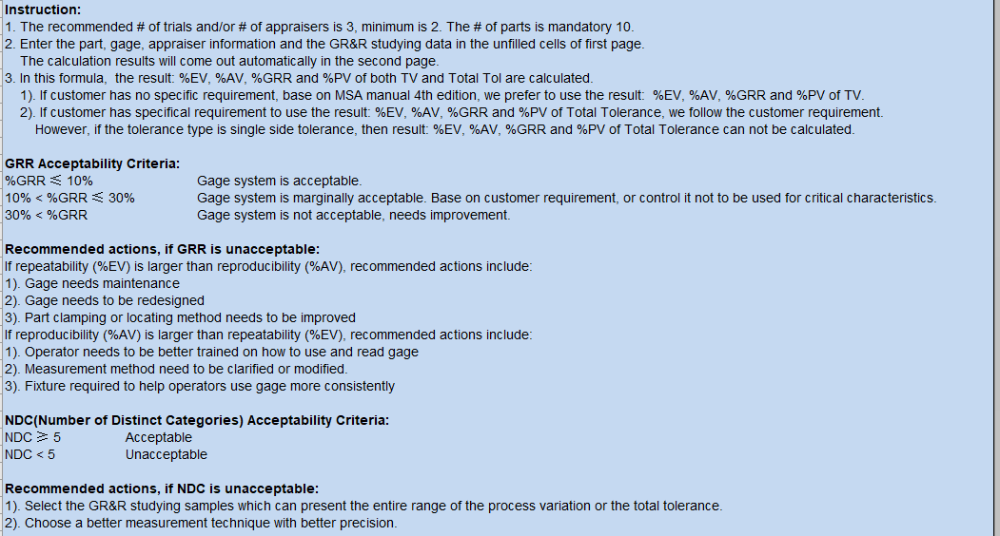 Instruction:
1. The recommended # of trials and/or # of appraisers is 3, minimum is 2. The # of parts is mandatory 10.
2. Enter the part, gage, appraiser information and the GR&R studying data in the unfilled cells of first page.
The calculation results will come out automatically in the second page.
3. In this formula, the result: %EV, %AV, %GRR and %PV of both TV and Total Tol are calculated.
1). If customer has no specific requirement, base on MSA manual 4th edition, we prefer to use the result: %EV, %AV, %GRR and %PV of TV.
2). If customer has specifical requirement to use the result: %EV, %AV, %GRR and %PV of Total Tolerance, we follow the customer requirement.
However, if the tolerance type is single side tolerance, then result: %EV, %AV, %GRR and %PV of Total Tolerance can not be calculated.
GRR Acceptability Criteria:
%GRR ≤ 10% Gage system is acceptable.
10% < %GRR ≤ 30% Gage system is marginally acceptable. Base on customer requirement, or control it not to be used for critical characteristics.
30% < %GRR Gage system is not acceptable, needs improvement.
Recommended actions, if GRR is unacceptable:
If repeatability (%EV) is larger than reproducibility (%AV), recommended actions include:
1). Gage needs maintenance
2). Gage needs to be redesigned
3). Part clamping or locating method needs to be improved
If reproducibility (%AV) is larger than repeatability (%EV), recommended actions include:
1). Operator needs to be better trained on how to use and read gage
2). Measurement method need to be clarified or modified.
3). Fixture required to help operators use gage more consistently
NDC(Number of Distinct Categories) Acceptability Criteria:
NDC ≥ 5 Acceptable
NDC < 5 Unacceptable
Recommended actions, if NDC is unacceptable:
1). Select the GR&R studying samples which can present the entire range of the process variation or the total tolerance.
2). Choose a better measurement technique with better precision.